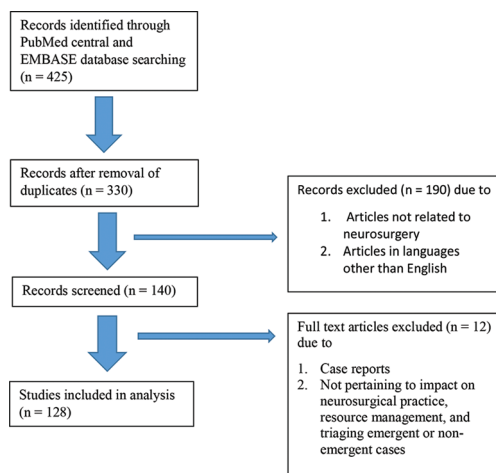 Records identified through
PubMed central and
EMBASE database searching
(n = 425)
Records after removal of
duplicates (n = 330)
Records excluded (n = 190) due to
1. Articles not related to
neurosurgery
2. Articles in languages
other than English
Records screened (n = 140)
Full text articles excluded (n = 12)
due to
1. Case reports
2. Not pertaining to impact on
neurosurgical practice,
resource management, and
triaging emergent or non-
emergent cases
Studies included in analysis
(n = 128)